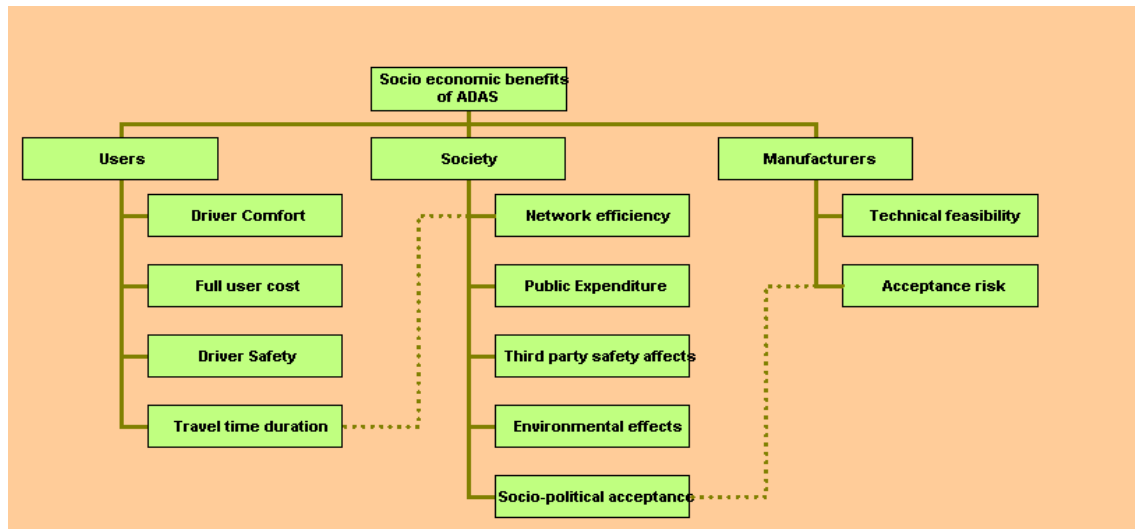 Socio economic benefits
of ADAS
Users
Society
Manufacturers
Driver Comfort
Network efficiency
Technical feasibility
Full user cost
Public Expenditure
Acceptance risk
Driver Safety
Third party safety affects
Travel time duration
Environmental effects
Socio-political acceptance